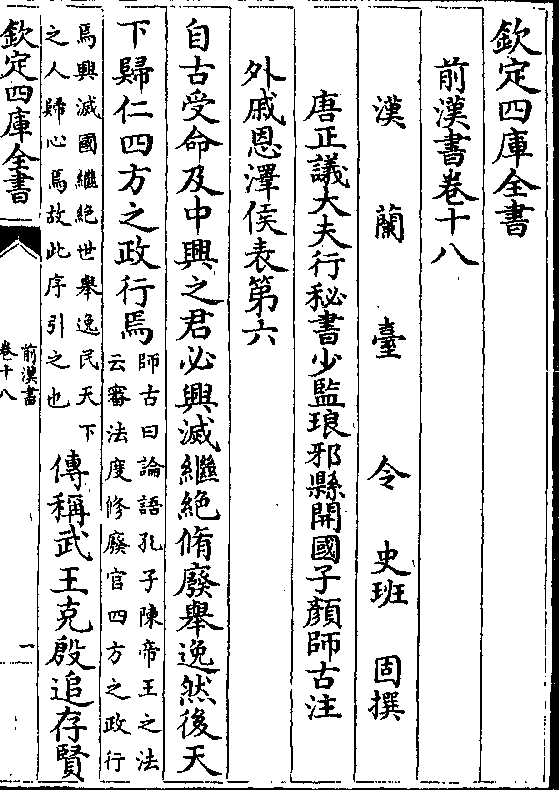 欽定四庫全書
前漢書卷十八
漢蘭臺令史班固撰
唐正議大夫行秘書少監琅邪縣開國子顔師古注
外戚恩澤侯表第六
自古受命及中興之君必興滅繼絶脩廢舉逸然後天
下歸仁四方之政行焉師古曰論語孔子陳帝王之法
云審法度修廢官四方之政行
焉興滅國繼絶世舉逸民天下
之人歸心焉故此序引之也
傳稱武王克殷追存賢
欽定四庫全書
前漢書
卷十八
一